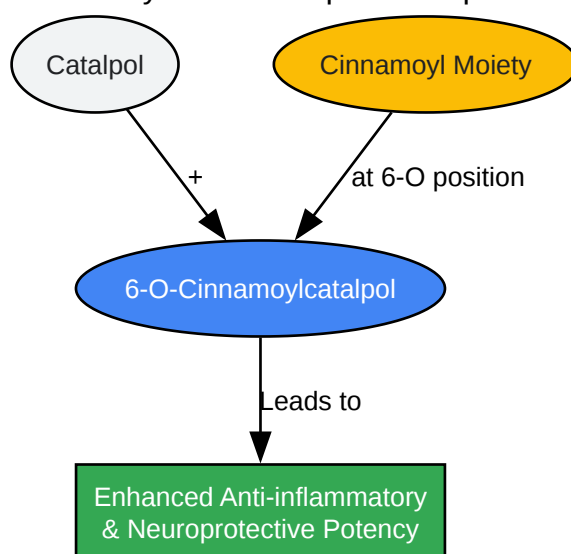 Catalpol
Cinnamoyl Moiety
+
at 6-O position
6-O-Cinnamoylcatalpol
Leads to
Enhanced Anti-inflammatory
& Neuroprotective Potency